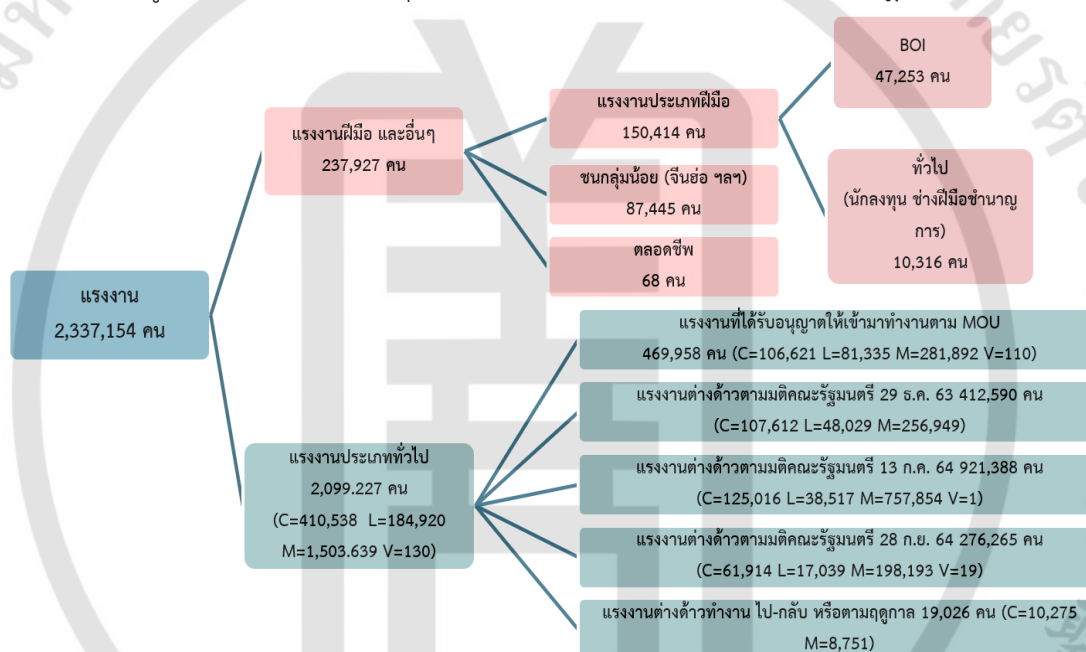 BOI
47,253 คน
แรงงานฝีมือ และอื่นๆ
237,927 คน
แรงงานประเภทฝีมือ
150,414 คน
ชนกลุ่มน้อย (จีนฮ่อ ฯลฯ)
87,445 คน
ตลอดชีพ
68 คน
ทั่วไป
(นักลงทุน ช่างฝีมือชำนาญ
การ)
10,316 คน
แรงงาน
2,337,154 คน
แรงงานที่ได้รับอนุญาตให้เข้ามาทำงานตาม MOU
469,958 คน (C=106,621 L=81,335 M=281,892 V=110)
แรงงานต่างด้าวตามมติคณะรัฐมนตรี 29 ธ.ค. 63 412,590 คน
(C=107,612 L=48,029 M=256,949)
แรงงานประเภททั่วไป
2,099.227 คน
(C=410,538 L=184,920
M=1,503.639 V=130)
แรงงานต่างด้าวตามมติคณะรัฐมนตรี 13 ก.ค. 64 921,388 คน
(C=125,016 L=38,517 M=757,854 V=1)
แรงงานต่างด้าวตามมติคณะรัฐมนตรี 28 ก.ย. 64 276,265 คน
(C=61,914 L=17,039 M=198,193 V=19)
แรงงานต่างด้าวทำงาน ไป-กลับ หรือตามฤดูกาล 19,026 คน (C=10,275
M=8,751)